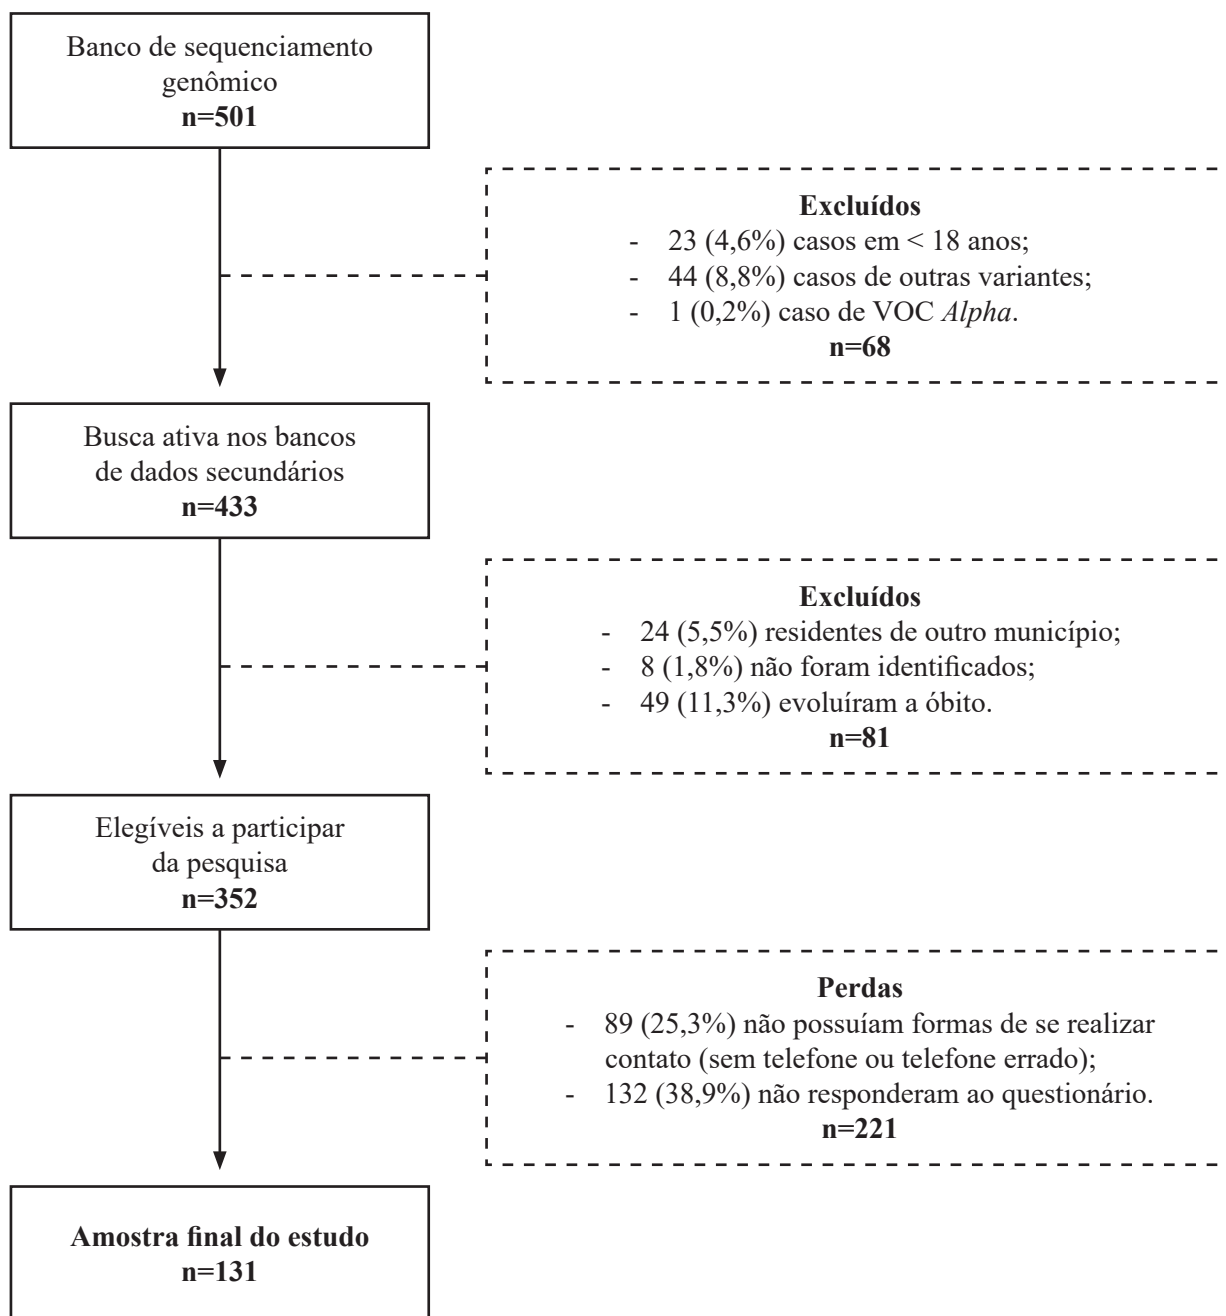 Banco de sequenciamento
genômico
n=501
Excluídos
- 23 (4,6%) casos em < 18 anos;
- 44 (8,8%) casos de outras variantes;
- 1 (0,2%) caso de VOC Alpha.
n=68
Busca ativa nos bancos
de dados secundários
n=433
Excluídos
- 24 (5,5%) residentes de outro município;
- 8 (1,8%) não foram identificados;
- 49 (11,3%) evoluíram a óbito.
n=81
Elegíveis a participar
da pesquisa
n=352
Perdas
- 89 (25,3%) não possuíam formas de se realizar
contato (sem telefone ou telefone errado);
- 132 (38,9%) não responderam ao questionário.
n=221
Amostra final do estudo
n=131